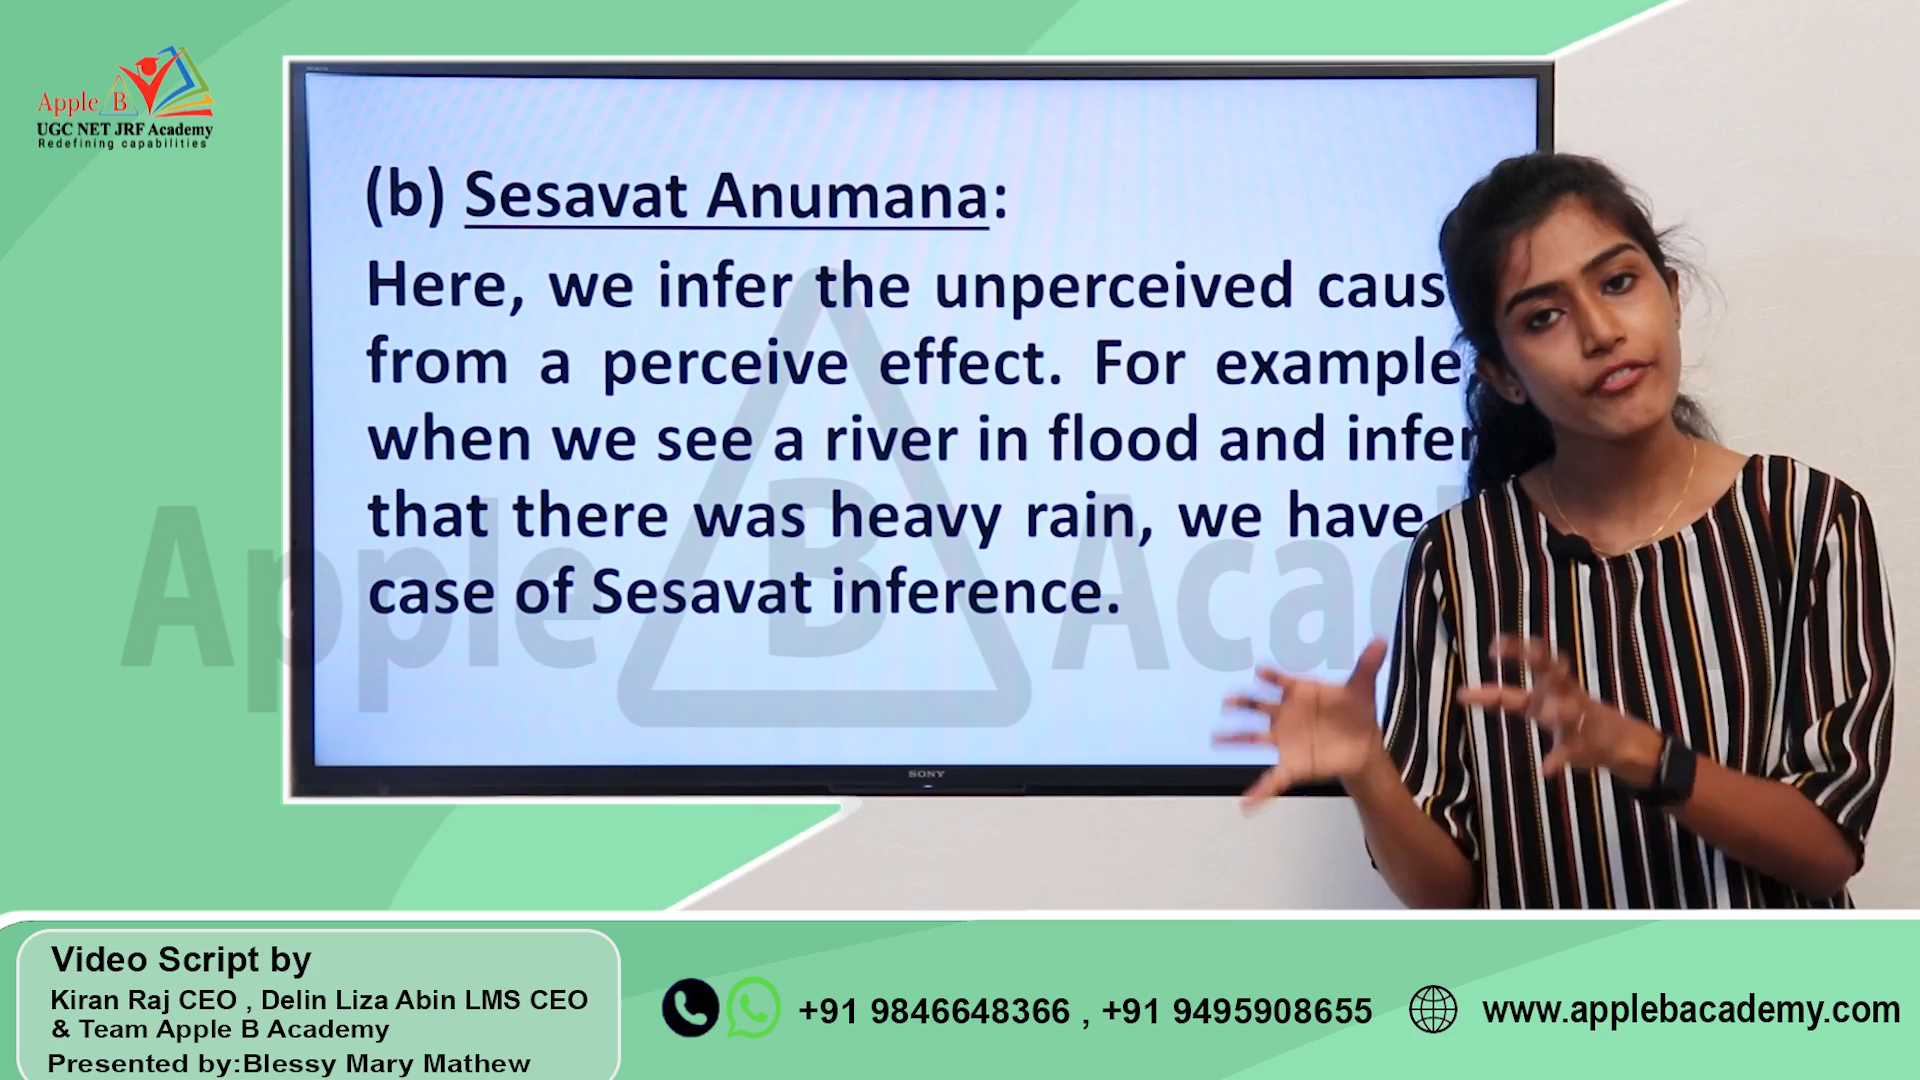 Apple B
UGC NET JRF Academy
Redefining capabilities
(b) Sesavat Anumana:
Here, we infer the unperceived caus
from a perceive effect. For example
when we see a river in flood and infer
that there was heavy rain, we have
case of Sesavat inference.
Apple B Acad
SONY
Video Script by
Kiran Raj CEO , Delin Liza Abin LMS CEO
& Team Apple B Academy
Presented by:Blessy Mary Mathew
+91 9846648366 , +91 9495908655
www.applebacademy.com